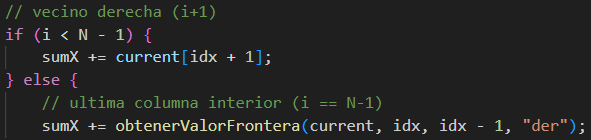 // vecino derecha (i+1)
if (i < N - 1) {
sumX += current[idx + 1];
} else {
// ultima columna interior (i == N-1)
sumX += obtenerValorFrontera(current, idx, idx - 1, "der");